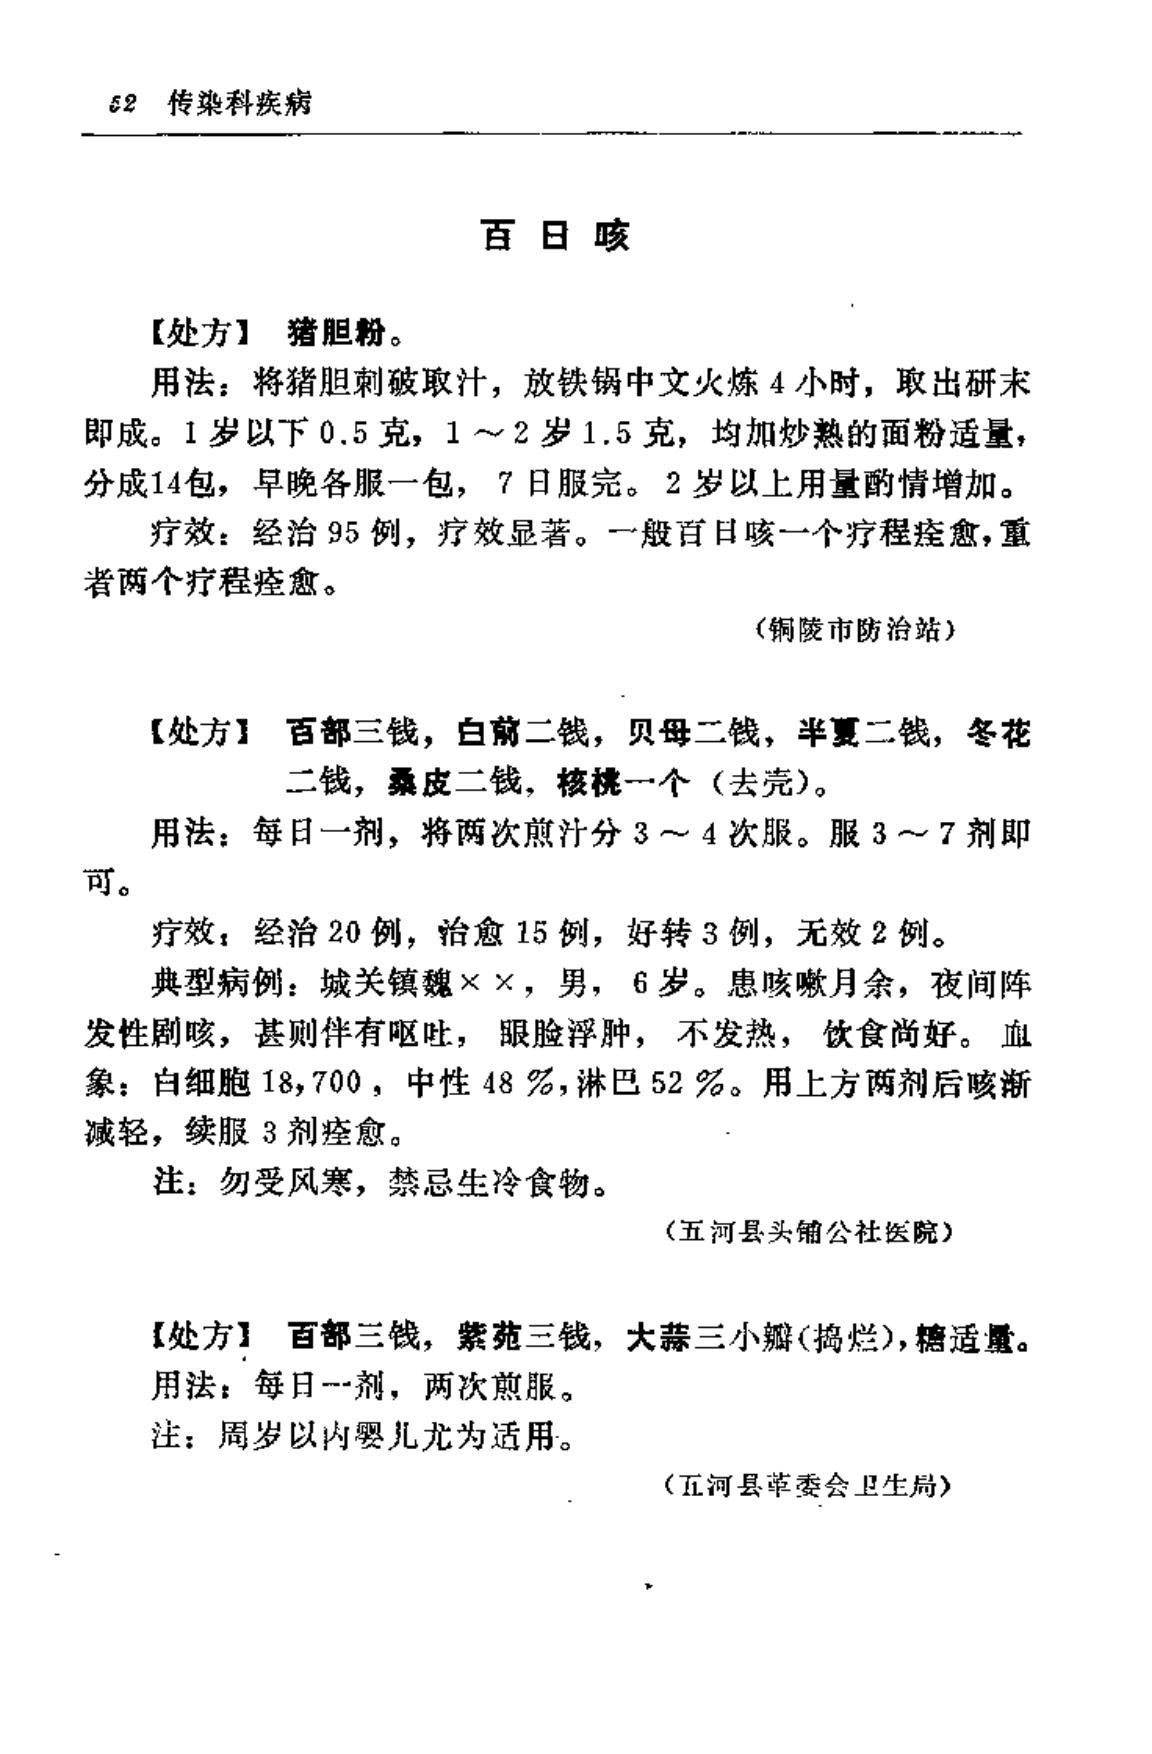 52 传染科疾病
百日咳
【处方】 猪胆粉。
用法：将猪胆刺破取汁，放铁锅中文火炼4小时，取出研末
即成。1岁以下0.5克，1～2岁1.5克，均加炒熟的面粉适量，
分成14包，早晚各服一包，7日服完。2岁以上用量酌情增加。
疗效：经治95例，疗效显著。一般百日咳一个疗程痊愈，重
者两个疗程痊愈。
（铜陵市防治站）
【处方】 百部三钱，白前二钱，贝母二钱，半夏二钱，冬花
二钱，桑皮二钱，核桃一个（去壳）。
用法：每日一剂，将两次煎汁分3～4次服。服3～7剂即
可。
疗效：经治20例，治愈15例，好转3例，无效2例。
典型病例：城关镇魏××，男，6岁。患咳嗽月余，夜间阵
发性剧咳，甚则伴有呕吐，眼脸浮肿，不发热，饮食尚好。血
象：白细胞18,700，中性48%，淋巴52%。用上方两剂后咳渐
减轻，续服3剂痊愈。
注：勿受风寒，禁忌生冷食物。
（五河县头铺公社医院）
【处方】 百部三钱，紫苑三钱，大蒜三小瓣（捣烂），糖适量。
用法：每日一剂，两次煎服。
注：周岁以内婴儿尤为适用。
（五河县革委会卫生局）